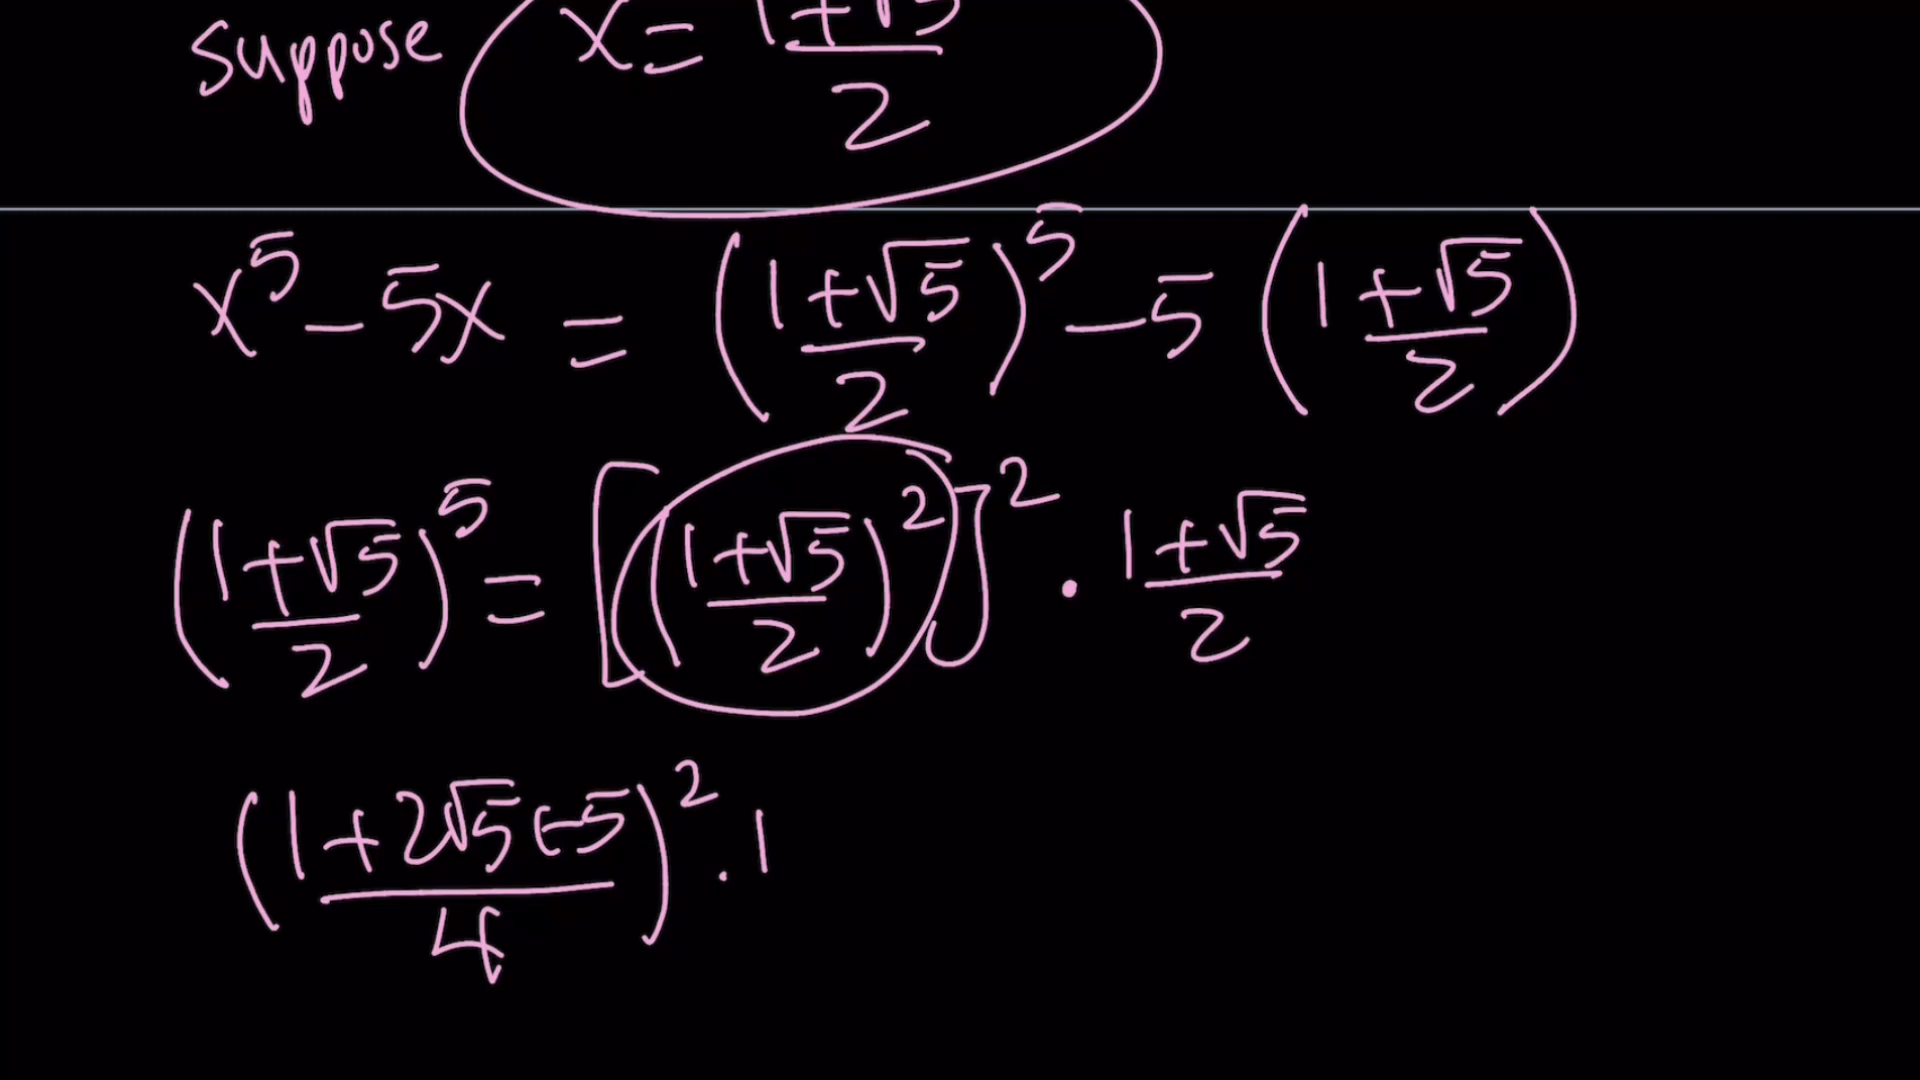 suppose x = (1+√5)/2
x⁵ - 5x = ((1+√5)/2)⁵ - 5((1+√5)/2)
((1+√5)/2)⁵ = [((1+√5)/2)²]² · (1+√5)/2
((1+2√5+5)/4)² · 1